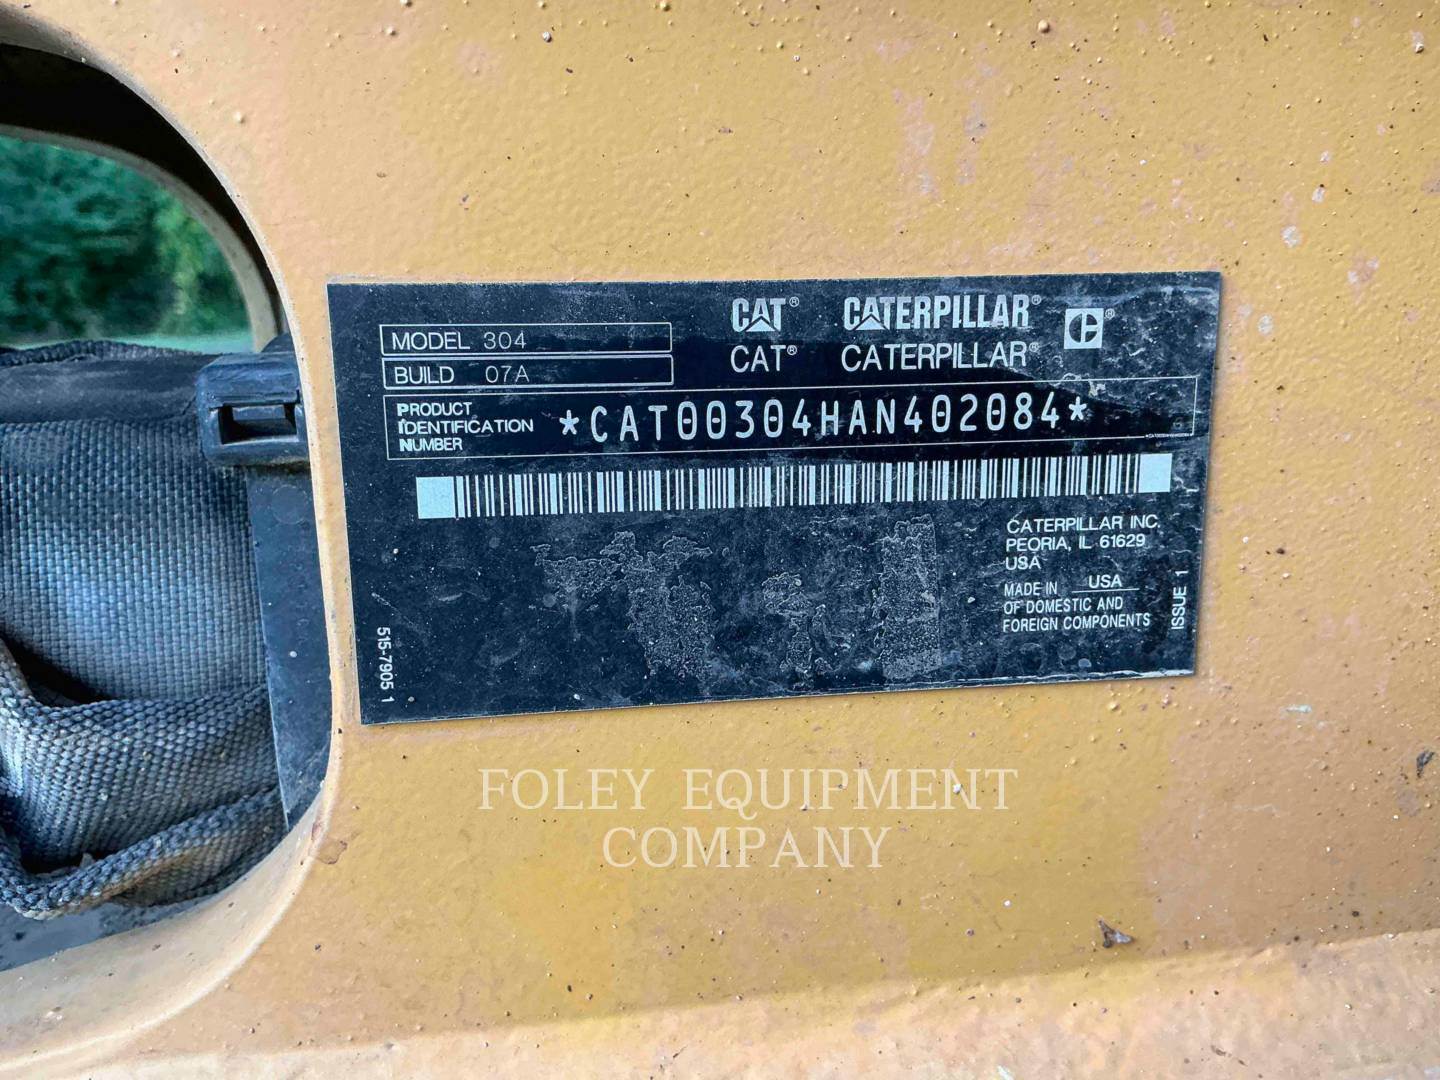 MODEL 304
BUILD 07A
CAT® CATERPILLAR® C®
CAT® CATERPILLAR®
PRODUCT
IDENTIFICATION
NUMBER
*CAT00304HAN402084*
CATERPILLAR INC.
PEORIA, IL 61629
USA
MADE IN USA
OF DOMESTIC AND
FOREIGN COMPONENTS
ISSUE 1
515-7905 1
FOLEY EQUIPMENT
COMPANY